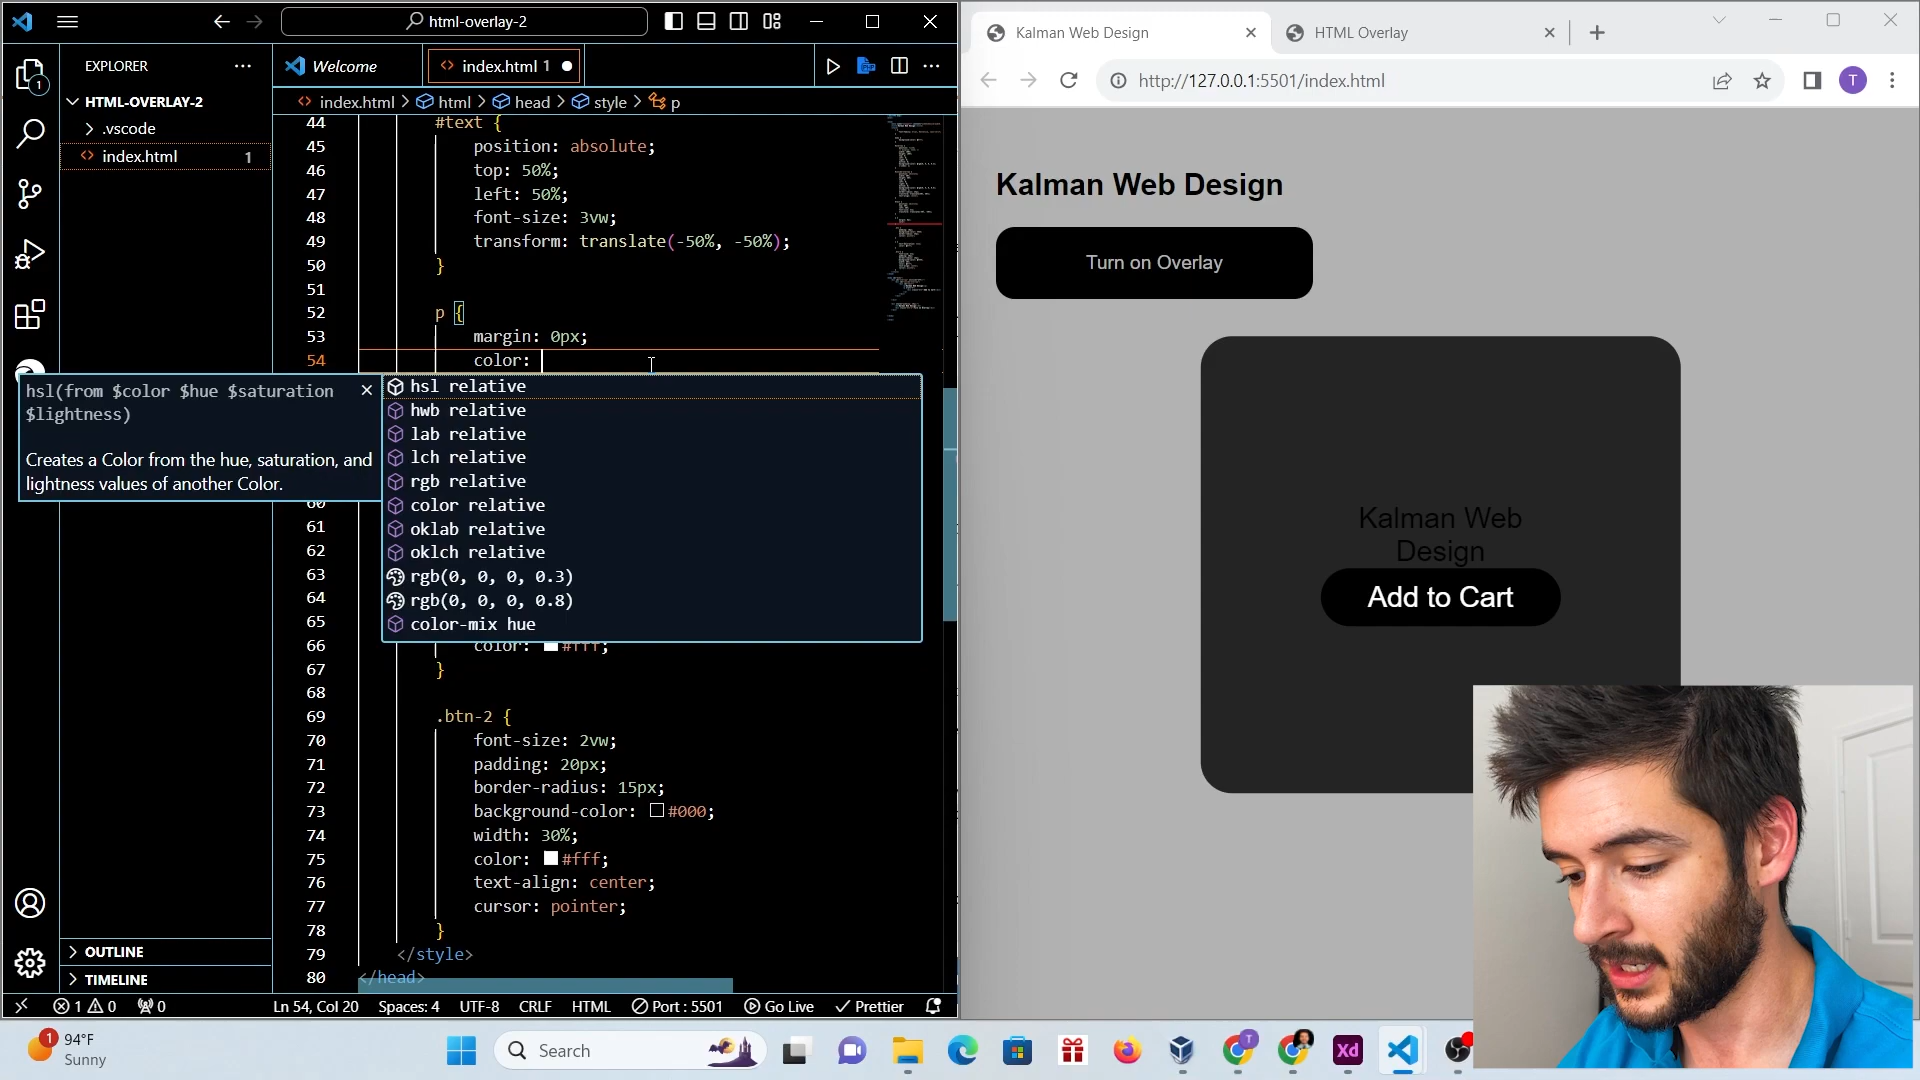 html-overlay-2
EXPLORER
Welcome
index.html 1
1
HTML-OVERLAY-2
.vscode
index.html 1
index.html > html > head > style > p
44 #text {
45 position: absolute;
46 top: 50%;
47 left: 50%;
48 font-size: 3vw;
49 transform: translate(-50%, -50%);
50 }
51
52 p {
53 margin: 0px;
54 color:
hsl(from $color $hue $saturation
$lightness)
Creates a Color from the hue, saturation, and
lightness values of another Color.
hsl relative
hwb relative
lab relative
lch relative
rgb relative
color relative
oklab relative
oklch relative
rgb(0, 0, 0, 0.3)
rgb(0, 0, 0, 0.8)
color-mix hue
60
61
62
63
64
65
66 color: #fff;
67 }
68
69 .btn-2 {
70 font-size: 2vw;
71 padding: 20px;
72 border-radius: 15px;
73 background-color: #000;
74 width: 30%;
75 color: #fff;
76 text-align: center;
77 cursor: pointer;
78 }
79 </style>
80 </head>
OUTLINE
TIMELINE
1 0 0 Ln 54, Col 20 Spaces: 4 UTF-8 CRLF HTML Port : 5501 Go Live Prettier
Kalman Web Design
HTML Overlay
http://127.0.0.1:5501/index.html
T
Kalman Web Design
Turn on Overlay
Kalman Web
Design
Add to Cart
1
94°F
Sunny
Search
T
Xd